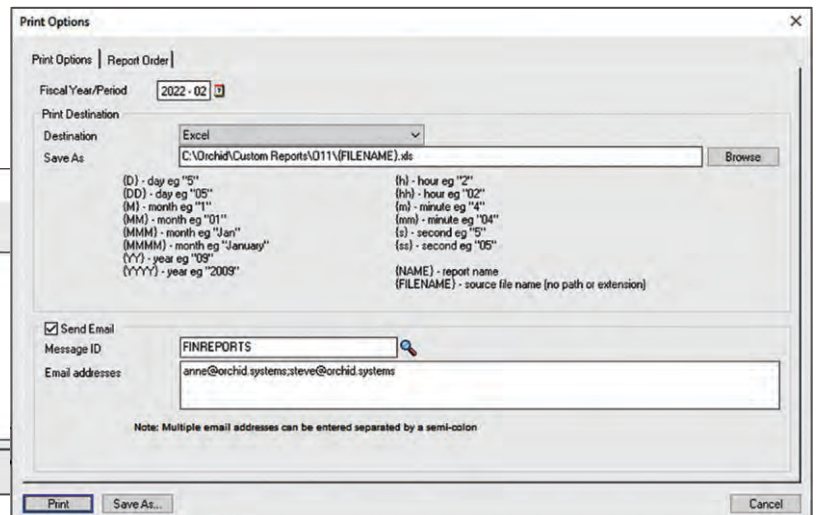 Print Options
Print Options Report Order
Fiscal Year/Period 2022 - 02
Print Destination
Destination Excel
Save As C:\Orchid\Custom Reports\O11\{FILENAME}.xls Browse
{D} - day eg "5" {h} - hour eg "2"
{DD} - day eg "05" {hh} - hour eg "02"
{M} - month eg "1" {m} - minute eg "4"
{MM} - month eg "01" {mm} - minute eg "04"
{MMM} - month eg "Jan" {s} - second eg "5"
{MMMM} - month eg "January" {ss} - second eg "05"
{YY} - year eg "09"
{YYYY} - year eg "2009" {NAME} - report name
{FILENAME} - source file name (no path or extension)
Send Email
Message ID FINREPORTS
Email addresses anne@orchid.systems;steve@orchid.systems
Note: Multiple email addresses can be entered separated by a semi-colon
Print Save As... Cancel